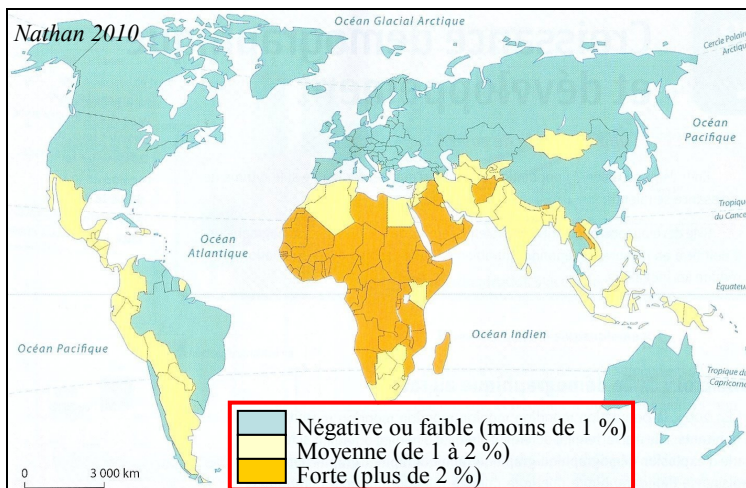 Nathan 2010
Océan Glacial Arctique
Cercle Polaire
Arctique
Océan
Pacifique
Tropique
du Cancer
Océan
Atlantique
Équateur
Océan Indien
Océan Pacifique
Tropique du
Capricorne
Négative ou faible (moins de 1 %)
Moyenne (de 1 à 2 %)
Forte (plus de 2 %)
0 3 000 km